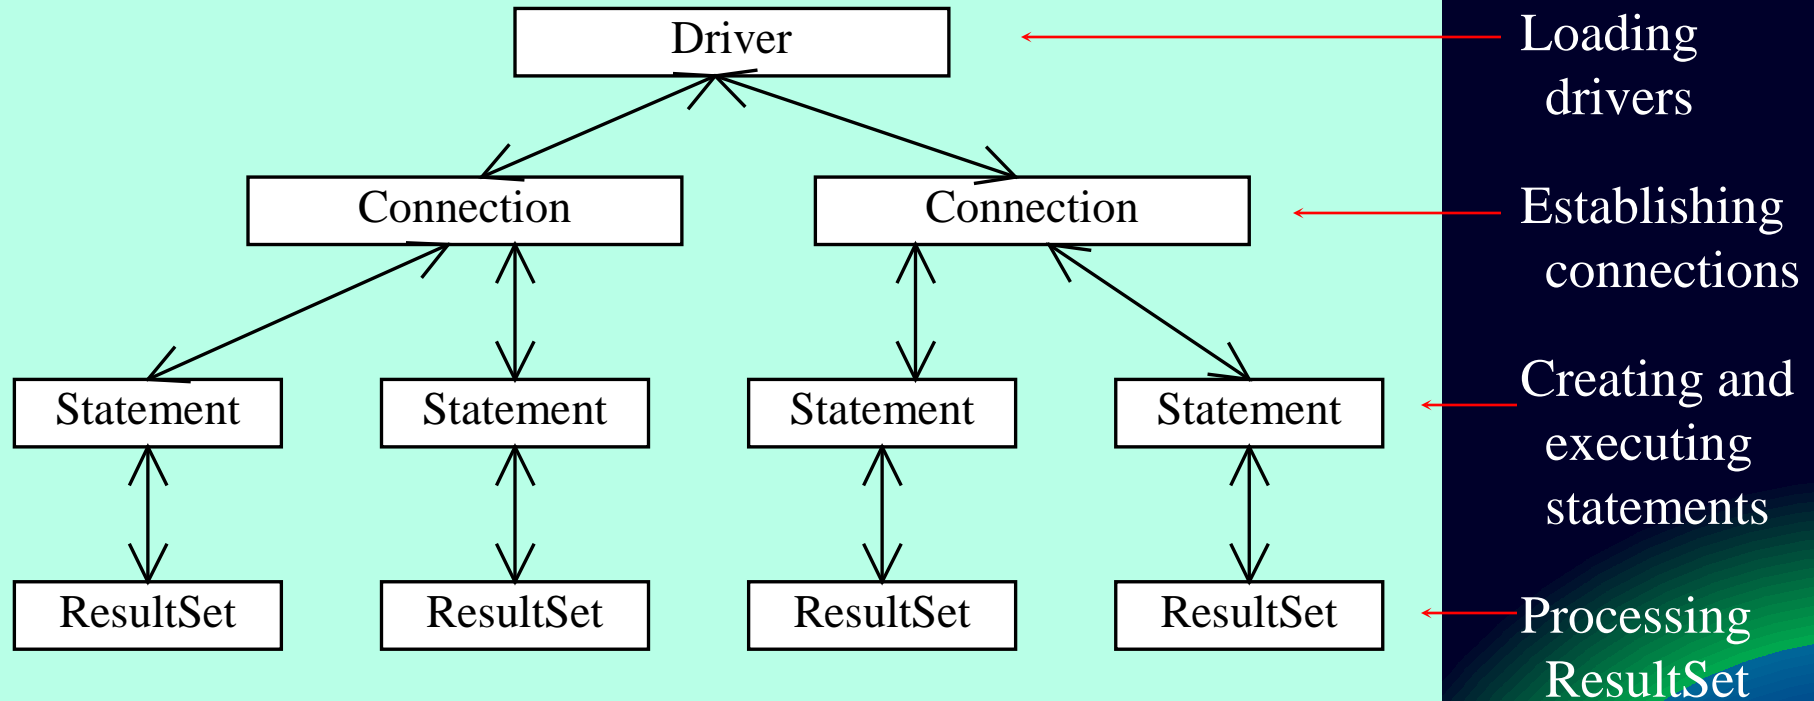 Driver
Loading
drivers
Connection
Connection
Establishing
connections
Statement
Statement
Statement
Statement
Creating and
executing
statements
ResultSet
ResultSet
ResultSet
ResultSet
Processing
ResultSet